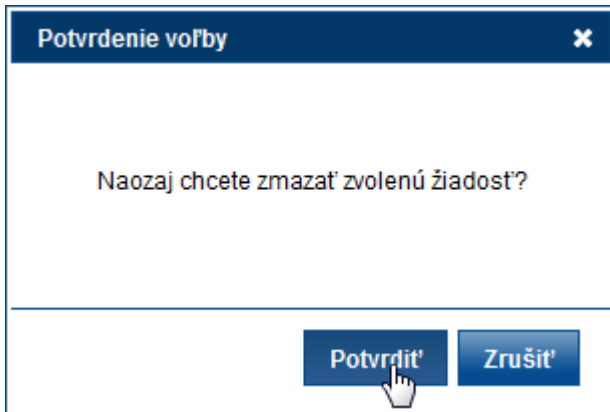 Potvrdenie voľby
Naozaj chcete zmazať zvolenú žiadosť?
Potvrdiť Zrušiť